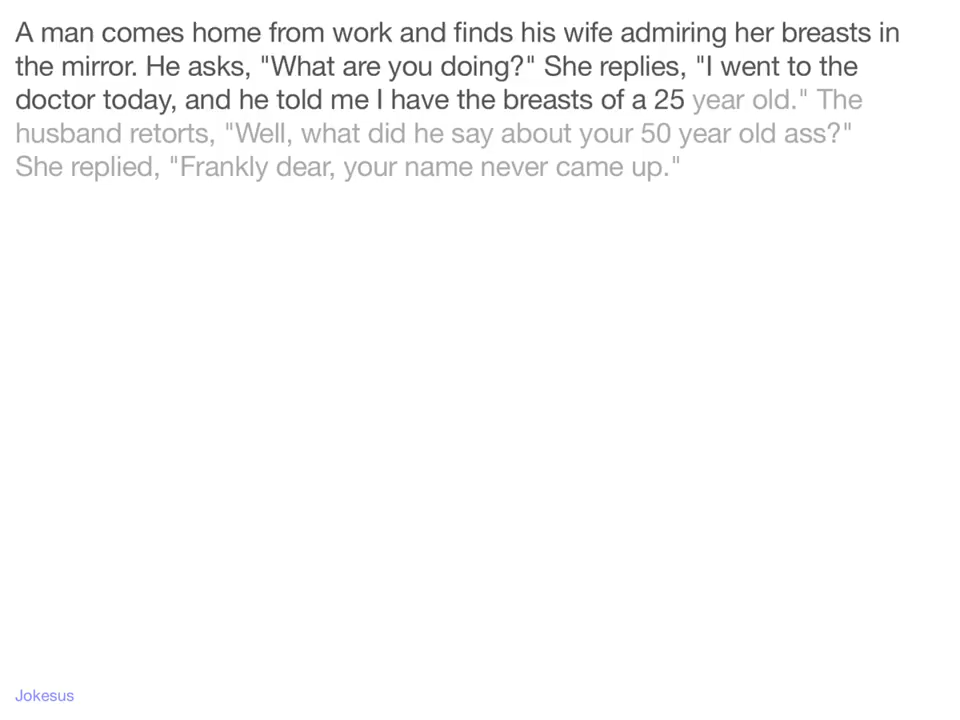 A man comes home from work and finds his wife admiring her breasts in
the mirror. He asks, "What are you doing?" She replies, "I went to the
doctor today, and he told me I have the breasts of a 25 year old." The
husband retorts, "Well, what did he say about your 50 year old ass?"
She replied, "Frankly dear, your name never came up."
Jokesus